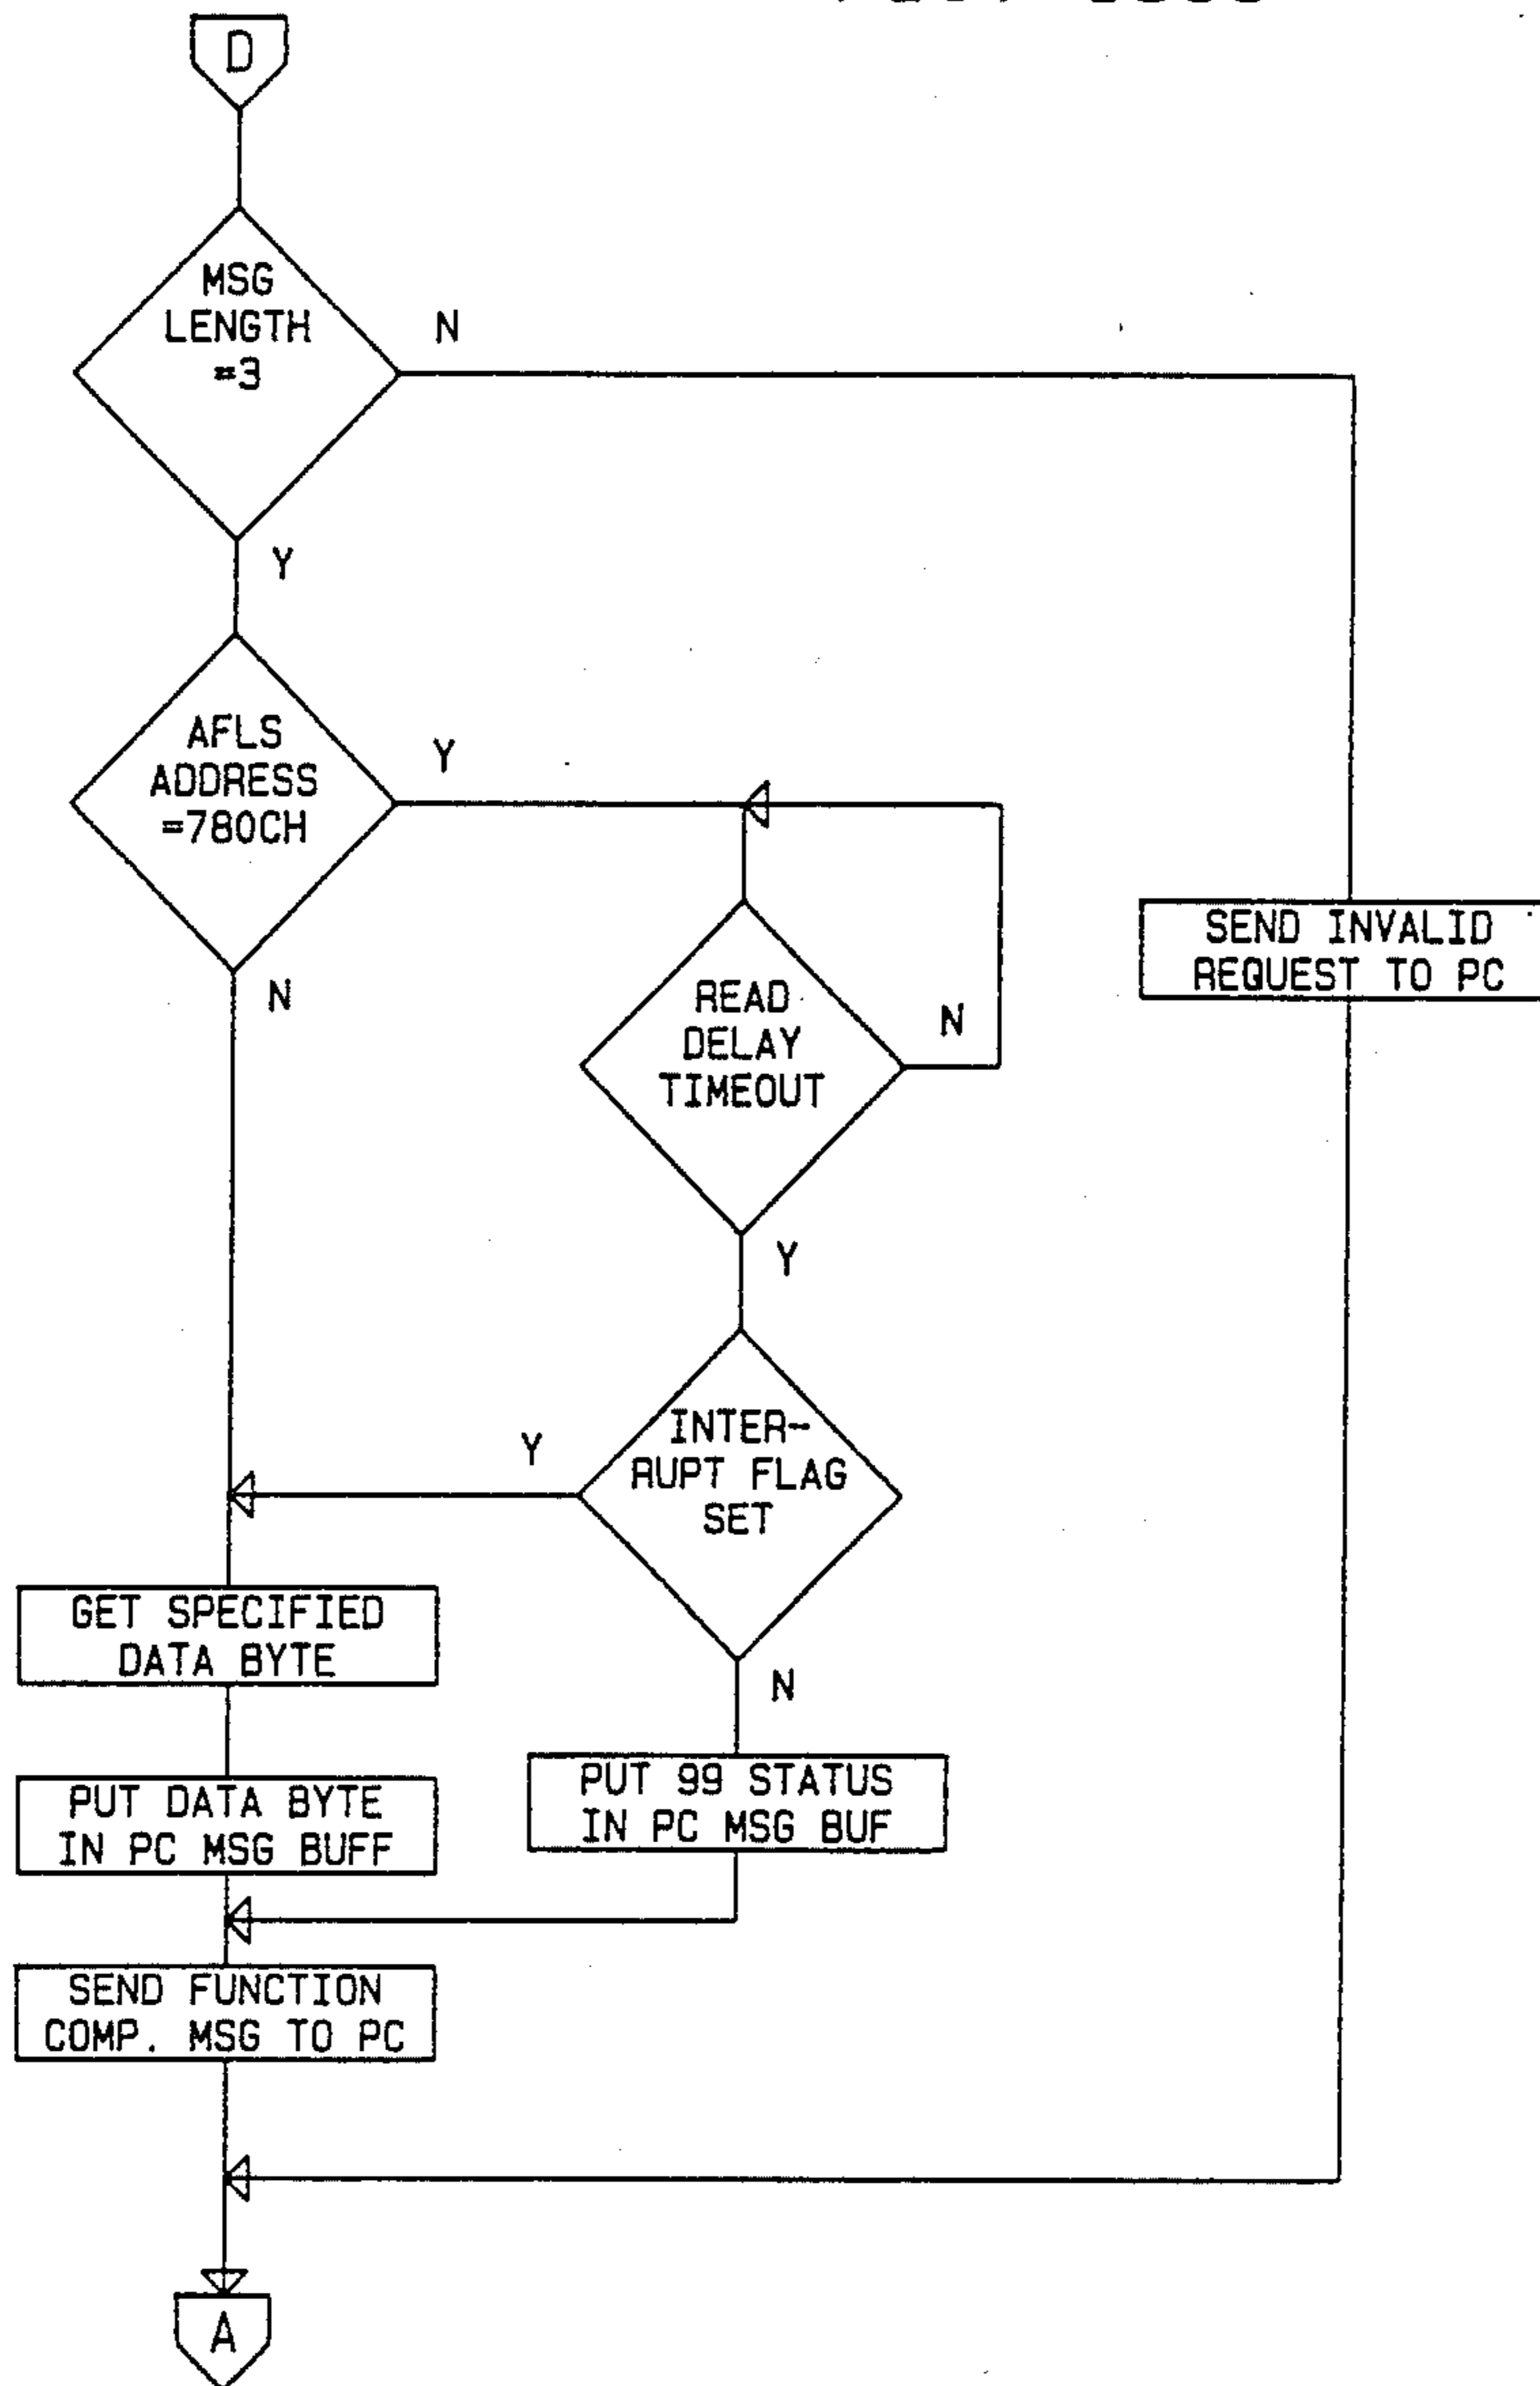 D
MSG
LENGTH
=3
N
Y
AFLS
ADDRESS
=780CH
Y
N
SEND INVALID
REQUEST TO PC
READ
DELAY
TIMEOUT
N
Y
INTER-
RUPT FLAG
SET
Y
N
GET SPECIFIED
DATA BYTE
PUT DATA BYTE
IN PC MSG BUFF
PUT 99 STATUS
IN PC MSG BUF
SEND FUNCTION
COMP. MSG TO PC
A